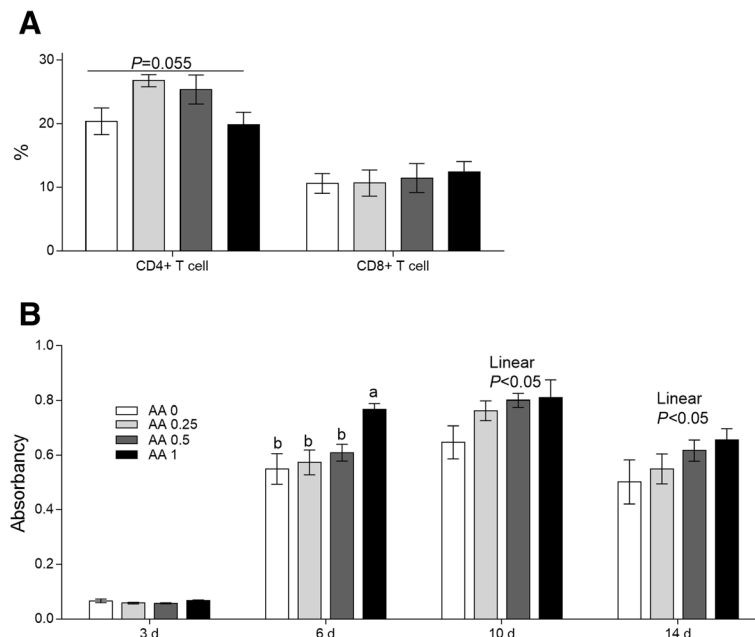 A
P=0.055
30
20
10
0
%
CD4+ T cell
CD8+ T cell
B
1.0
0.8
0.6
0.4
0.2
0.0
Absorbancy
AA 0
AA 0.25
AA 0.5
AA 1
b
b
b
a
Linear
P<0.05
Linear
P<0.05
3 d
6 d
10 d
14 d